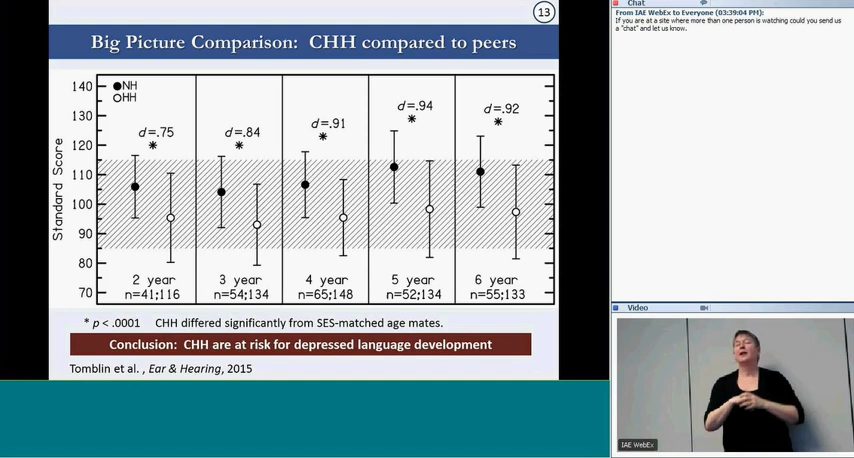 13
Big Picture Comparison: CHH compared to peers
140
130
120
110
100
90
80
70
Standard Score
NH
HH
d=.75
*
d=.84
*
d=.91
*
d=.94
*
d=.92
*
2 year
n=41;116
3 year
n=54;134
4 year
n=65;148
5 year
n=52;134
6 year
n=55;133
* p < .0001 CHH differed significantly from SES-matched age mates.
Conclusion: CHH are at risk for depressed language development
Tomblin et al. , Ear & Hearing, 2015
Chat
From IAE WebEx to Everyone (03:39:04 PM):
If you are at a site where more than one person is watching could you send us
a "chat" and let us know.
Video
IAE WebEx